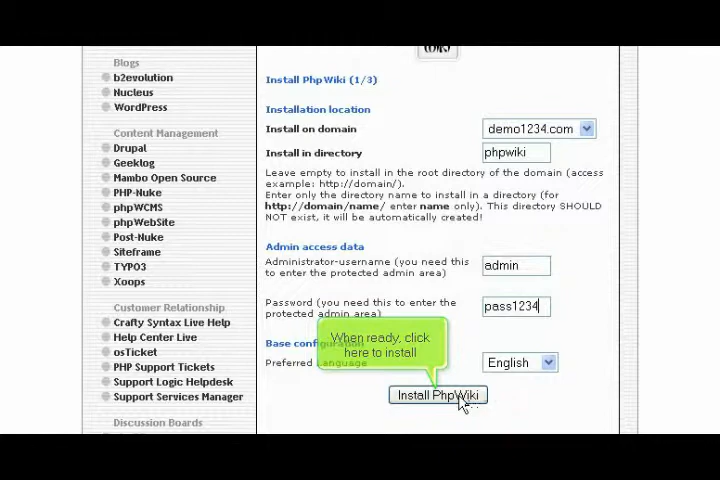 Blogs
b2evolution
Nucleus
WordPress
Content Management
Drupal
Geeklog
Mambo Open Source
PHP-Nuke
phpWCMS
phpWebSite
Post-Nuke
Siteframe
TYPO3
Xoops
Customer Relationship
Crafty Syntax Live Help
Help Center Live
osTicket
PHP Support Tickets
Support Logic Helpdesk
Support Services Manager
Discussion Boards
Install PhpWiki (1/3)
Installation location
Install on domain
demo1234.com
Install in directory
phpwiki
Leave empty to install in the root directory of the domain (access
example: http://domain/).
Enter only the directory name to install in a directory (for
http://domain/name/ enter name only). This directory SHOULD
NOT exist, it will be automatically created!
Admin access data
Administrator-username (you need this
to enter the protected admin area)
admin
Password (you need this to enter the
protected admin area)
pass1234
When ready, click
here to install
Base configuration
Preferred Language
English
Install PhpWiki